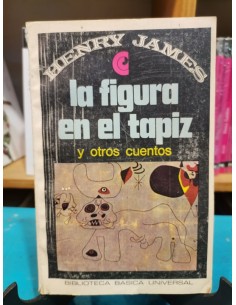 HENRY JAMES
la figura
en el tapiz
y otros cuentos
BIBLIOTECA BASICA UNIVERSAL